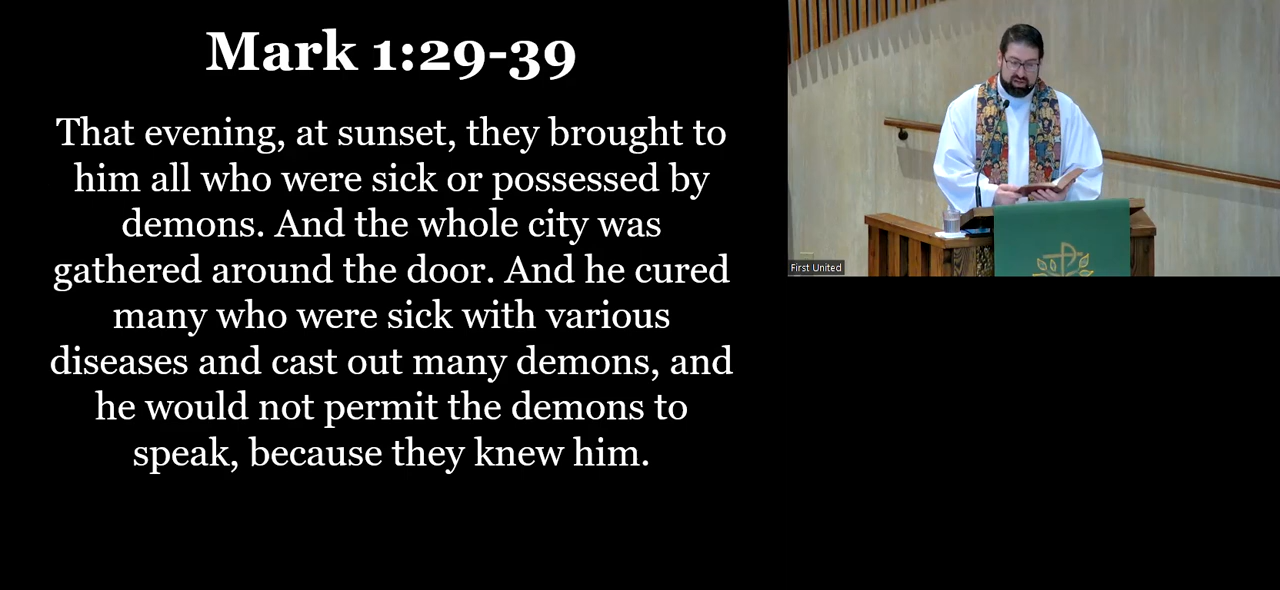 Mark 1:29-39
That evening, at sunset, they brought to
him all who were sick or possessed by
demons. And the whole city was
gathered around the door. And he cured
many who were sick with various
diseases and cast out many demons, and
he would not permit the demons to
speak, because they knew him.
First United